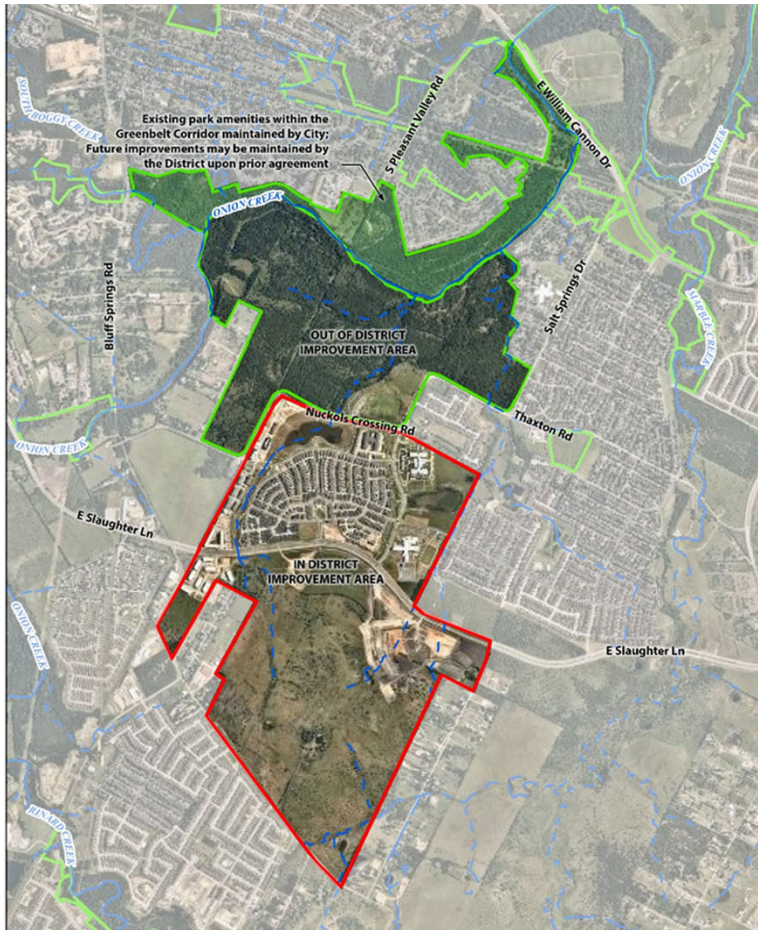 E William Cannon Dr
S Pleasant Valley Rd
SOUTH BOGGY CREEK
Existing park amenities within the
Greenbelt Corridor maintained by City;
Future improvements may be maintained by
the District upon prior agreement
ONION CREEK
ONION CREEK
Bluff Springs Rd
Salt Springs Dr
MARBLE CREEK
OUT OF DISTRICT
IMPROVEMENT AREA
Nuckols Crossing Rd
Thaxton Rd
ONION CREEK
E Slaughter Ln
IN DISTRICT
IMPROVEMENT AREA
ONION CREEK
E Slaughter Ln
RINARD CREEK